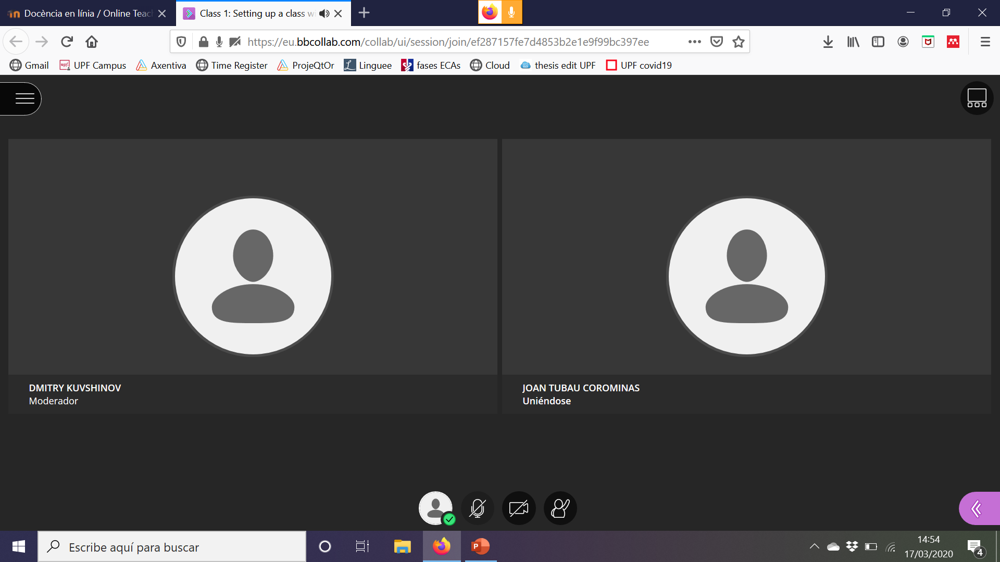 Docència en línia / Online Teac
Class 1: Setting up a class wi
https://eu.bbcollab.com/collab/ui/session/join/ef287157fe7d4853b2e1e9f99bc397ee
Gmail
UPF Campus
Axentiva
Time Register
ProjeQtOr
Linguee
fases ECAs
Cloud
thesis edit UPF
UPF covid19
DMITRY KUVSHINOV
Moderador
JOAN TUBAU COROMINAS
Uniéndose
Escribe aquí para buscar
14:54
17/03/2020
4